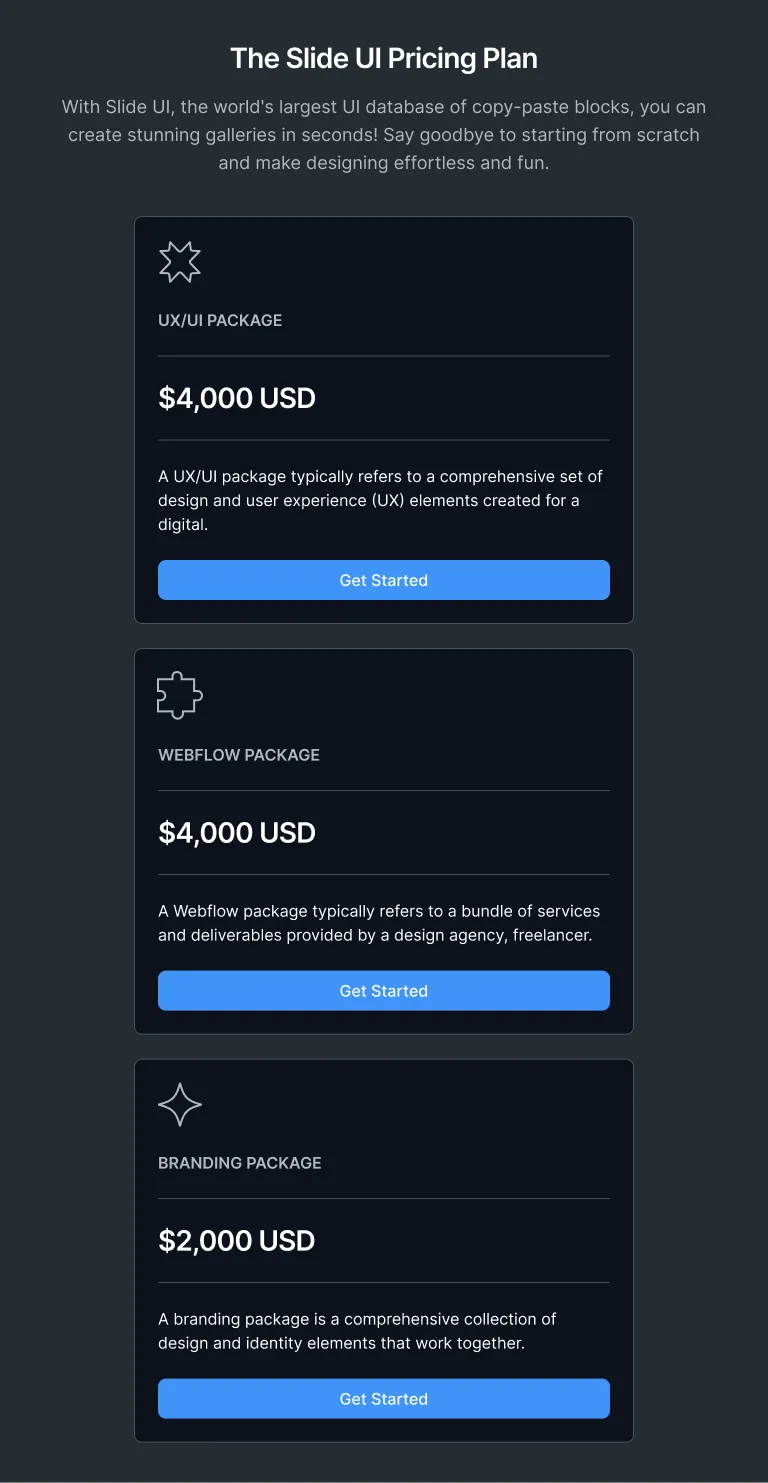 The Slide UI Pricing Plan
With Slide UI, the world's largest UI database of copy-paste blocks, you can
create stunning galleries in seconds! Say goodbye to starting from scratch
and make designing effortless and fun.
UX/UI PACKAGE
$4,000 USD
A UX/UI package typically refers to a comprehensive set of
design and user experience (UX) elements created for a
digital.
Get Started
WEBFLOW PACKAGE
$4,000 USD
A Webflow package typically refers to a bundle of services
and deliverables provided by a design agency, freelancer.
Get Started
BRANDING PACKAGE
$2,000 USD
A branding package is a comprehensive collection of
design and identity elements that work together.
Get Started